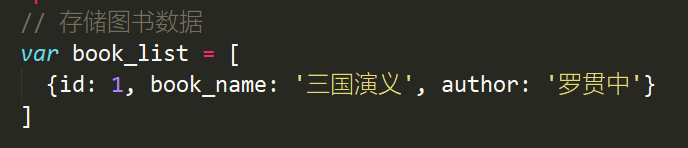 // 存储图书数据
var book_list = [
{id: 1, book_name: '三国演义', author: '罗贯中'}
]